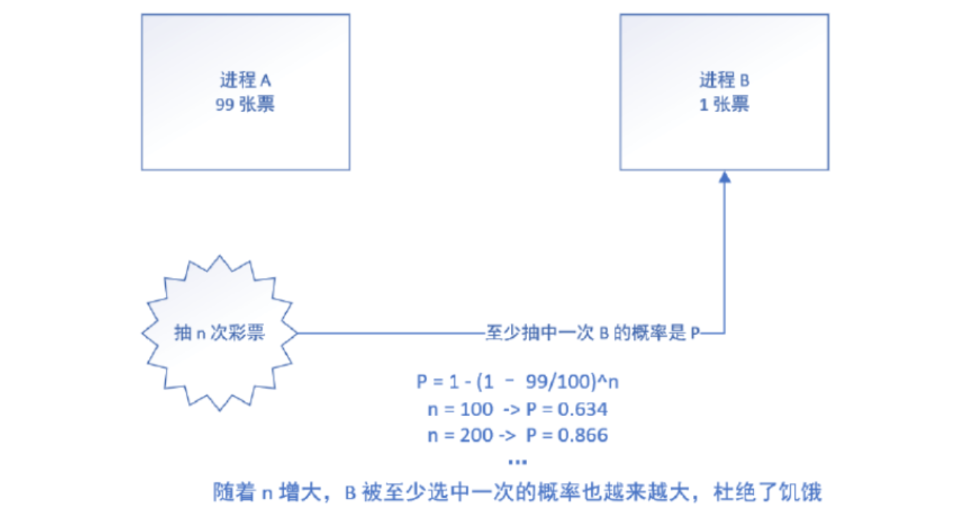 进程 A
99 张票
进程 B
1 张票
抽 n 次彩票
至少抽中一次 B 的概率是 P
P = 1 - (1 – 99/100)^n
n = 100 -> P = 0.634
n = 200 -> P = 0.866
...
随着 n 增大，B 被至少选中一次的概率也越来越大，杜绝了饥饿